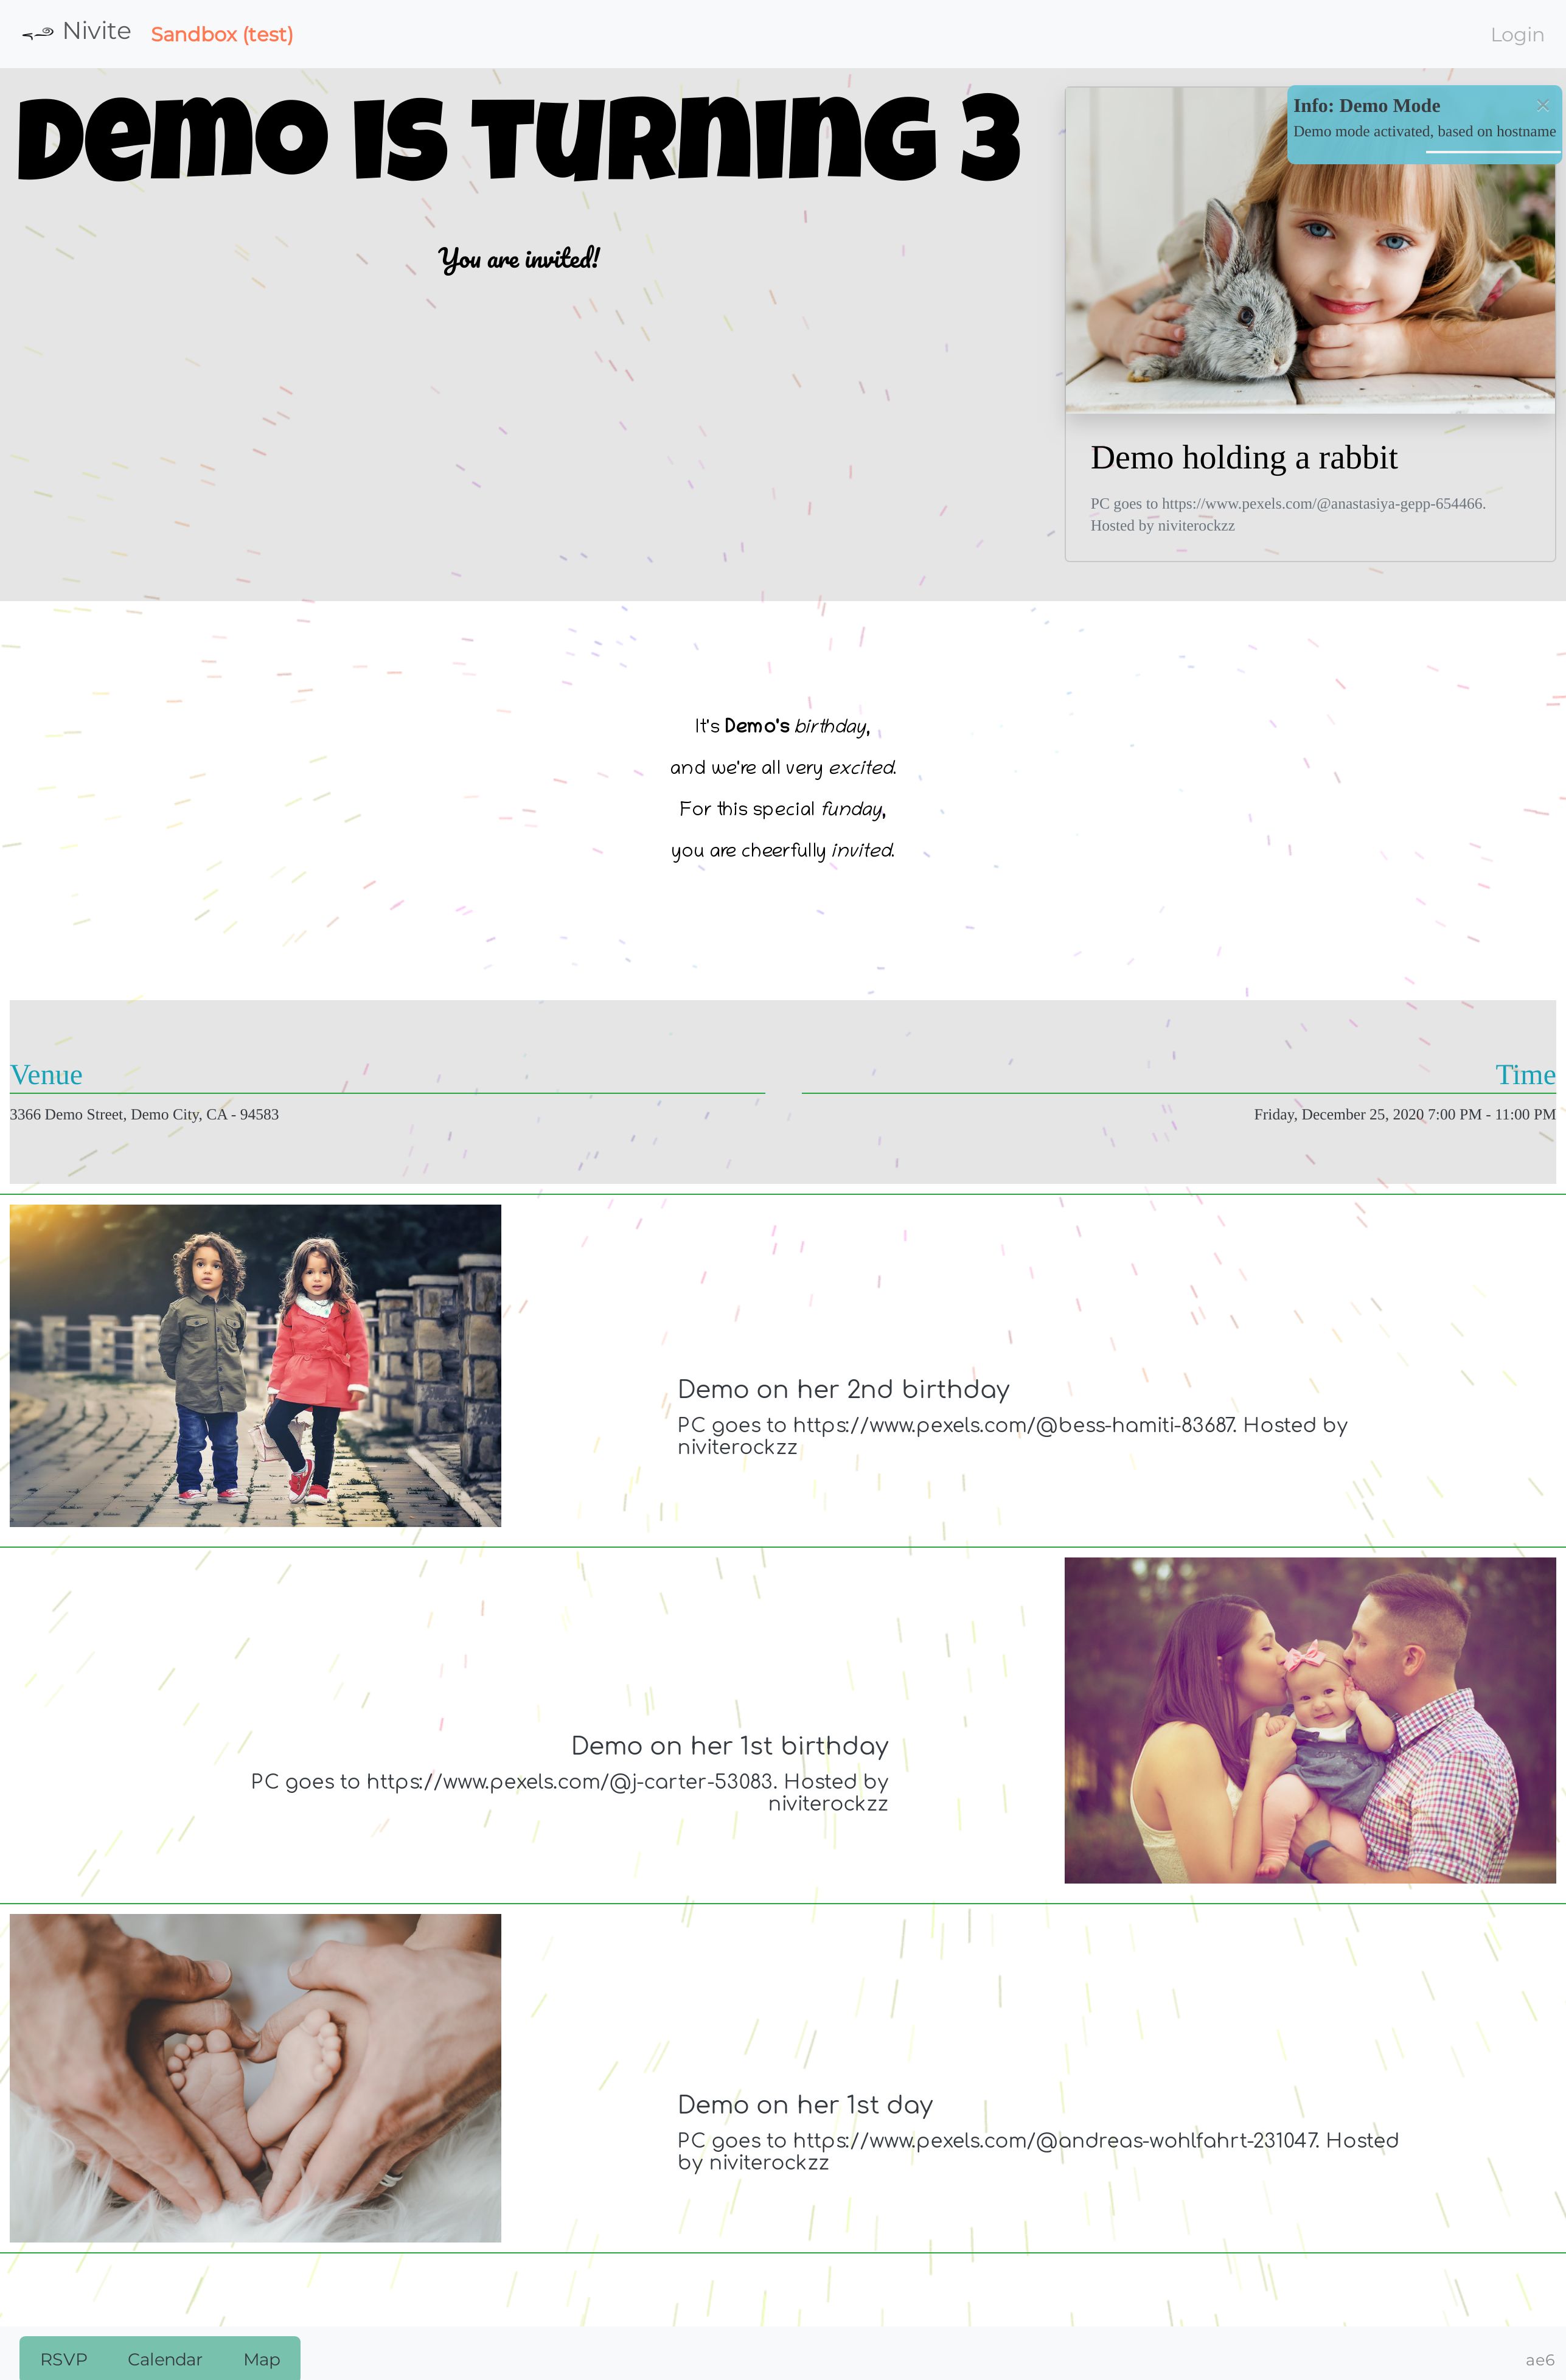 Nivite Sandbox (test) Login
Demo is turning 3
Info: Demo Mode ×
Demo mode activated, based on hostname
You are invited!
Demo holding a rabbit
PC goes to https://www.pexels.com/@anastasiya-gepp-654466.
Hosted by niviterockzz
It's Demo's birthday,
and we're all very excited.
For this special funday,
you are cheerfully invited.
Venue
3366 Demo Street, Demo City, CA - 94583
Time
Friday, December 25, 2020 7:00 PM - 11:00 PM
Demo on her 2nd birthday
PC goes to https://www.pexels.com/@bess-hamiti-83687. Hosted by
niviterockzz
Demo on her 1st birthday
PC goes to https://www.pexels.com/@j-carter-53083. Hosted by
niviterockzz
Demo on her 1st day
PC goes to https://www.pexels.com/@andreas-wohlfahrt-231047. Hosted
by niviterockzz
RSVP Calendar Map ae6